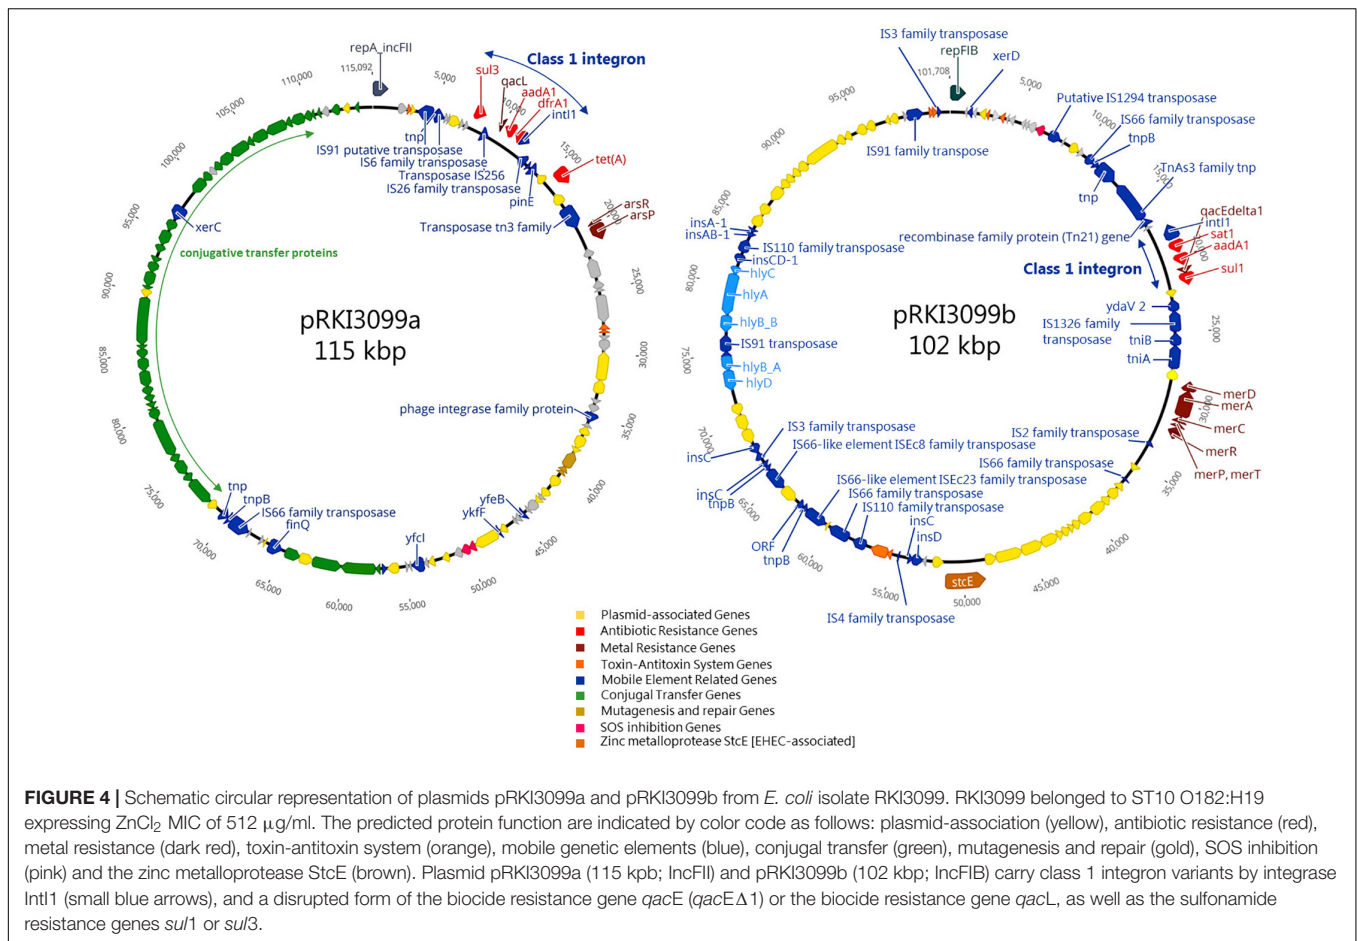 repA_incFII
115,092
5,000
Class 1 integron
sul3
qacL
10,000
aadA1
dfrA1
intI1
15,000
tet(A)
arsR
20,000
arsP
25,000
30,000
35,000
40,000
45,000
50,000
55,000
60,000
65,000
70,000
75,000
80,000
85,000
90,000
95,000
100,000
105,000
110,000
tnp
IS91 putative transposase
IS6 family transposase
Transposase IS256
IS26 family transposase
pinE
Transposase tn3 family
xerC
conjugative transfer proteins
pRKI3099a
115 kbp
phage integrase family protein
tnp
tnpB
IS66 family transposase
finQ
yfeB
ykfF
yfcI
IS3 family transposase
repFIB
xerD
101,708
5,000
Putative IS1294 transposase
10,000
IS66 family transposase
tnpB
15,000
TnAs3 family tnp
tnp
IS91 family transpose
qacEdelta1
intI1
recombinase family protein (Tn21) gene
sat1
20,000
aadA1
Class 1 integron
sul1
ydaV 2
25,000
IS1326 family
transposase
tniB
tniA
merD
merA
30,000
merC
merR
merP, merT
35,000
40,000
45,000
50,000
55,000
60,000
65,000
70,000
75,000
80,000
85,000
90,000
95,000
insA-1
insAB-1
IS110 family transposase
insCD-1
hlyC
hlyA
hlyB_B
IS91 transposase
hlyB_A
hlyD
pRKI3099b
102 kbp
IS3 family transposase
insC
IS66-like element ISEc8 family transposase
IS2 family transposase
IS66 family transposase
insC
tnpB
IS66-like element ISEc23 family transposase
IS66 family transposase
IS110 family transposase
insC
insD
ORF
tnpB
stcE
IS4 family transposase
Plasmid-associated Genes
Antibiotic Resistance Genes
Metal Resistance Genes
Toxin-Antitoxin System Genes
Mobile Element Related Genes
Conjugal Transfer Genes
Mutagenesis and repair Genes
SOS inhibition Genes
Zinc metalloprotease StcE [EHEC-associated]
FIGURE 4 | Schematic circular representation of plasmids pRKI3099a and pRKI3099b from E. coli isolate RKI3099. RKI3099 belonged to ST10 O182:H19
expressing ZnCl₂ MIC of 512 μg/ml. The predicted protein function are indicated by color code as follows: plasmid-association (yellow), antibiotic resistance (red),
metal resistance (dark red), toxin-antitoxin system (orange), mobile genetic elements (blue), conjugal transfer (green), mutagenesis and repair (gold), SOS inhibition
(pink) and the zinc metalloprotease StcE (brown). Plasmid pRKI3099a (115 kpb; IncFII) and pRKI3099b (102 kbp; IncFIB) carry class 1 integron variants by integrase
IntI1 (small blue arrows), and a disrupted form of the biocide resistance gene qacE (qacEΔ1) or the biocide resistance gene qacL, as well as the sulfonamide
resistance genes sul1 or sul3.